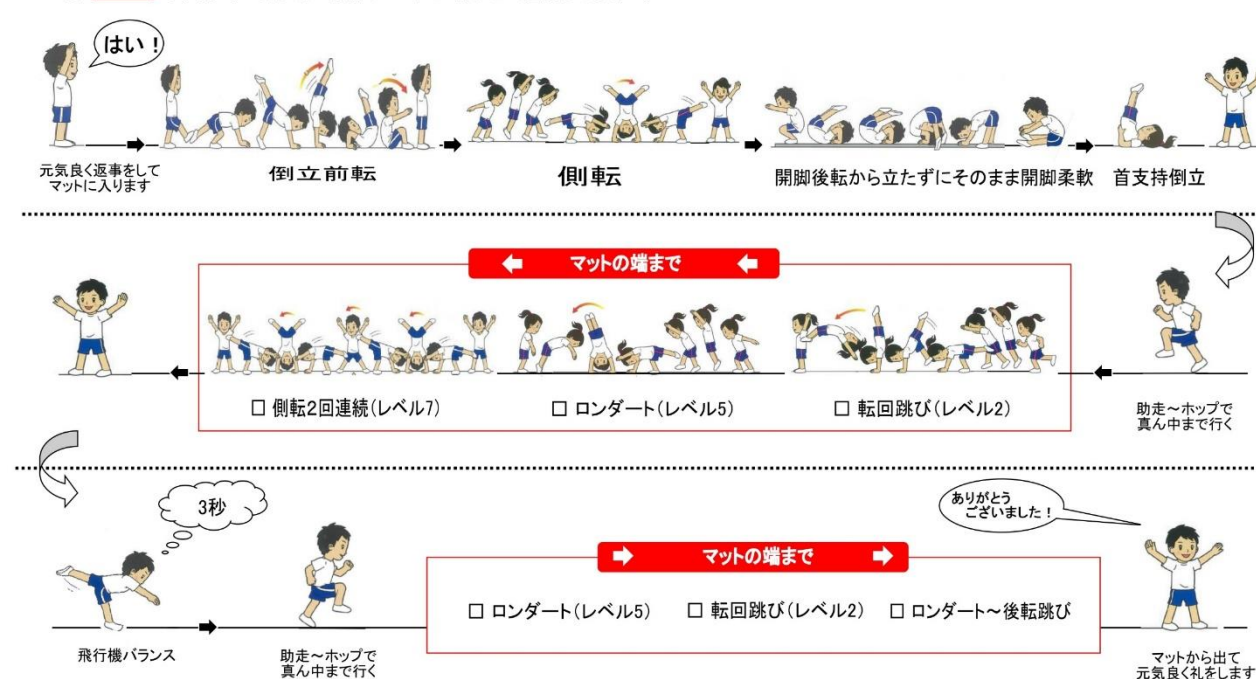 はい！
元気良く返事をして
マットに入ります
倒立前転
側転
開脚後転から立たずにそのまま開脚柔軟
首支持倒立
マットの端まで
□ 側転2回連続(レベル7)
□ ロンダート(レベル5)
□ 転回跳び(レベル2)
助走～ホップで
真ん中まで行く
3秒
飛行機バランス
助走～ホップで
真ん中まで行く
マットの端まで
□ ロンダート(レベル5)
□ 転回跳び(レベル2)
□ ロンダート～後転跳び
ありがとう
ございました！
マットから出て
元気良く礼をします